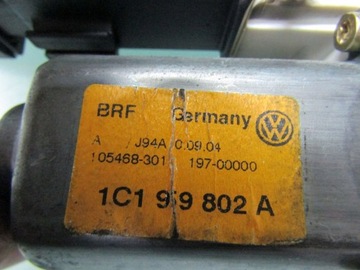 BRF Germany
A J94A 0.09.04
105468-301 197-00000
1C1 959 802 A